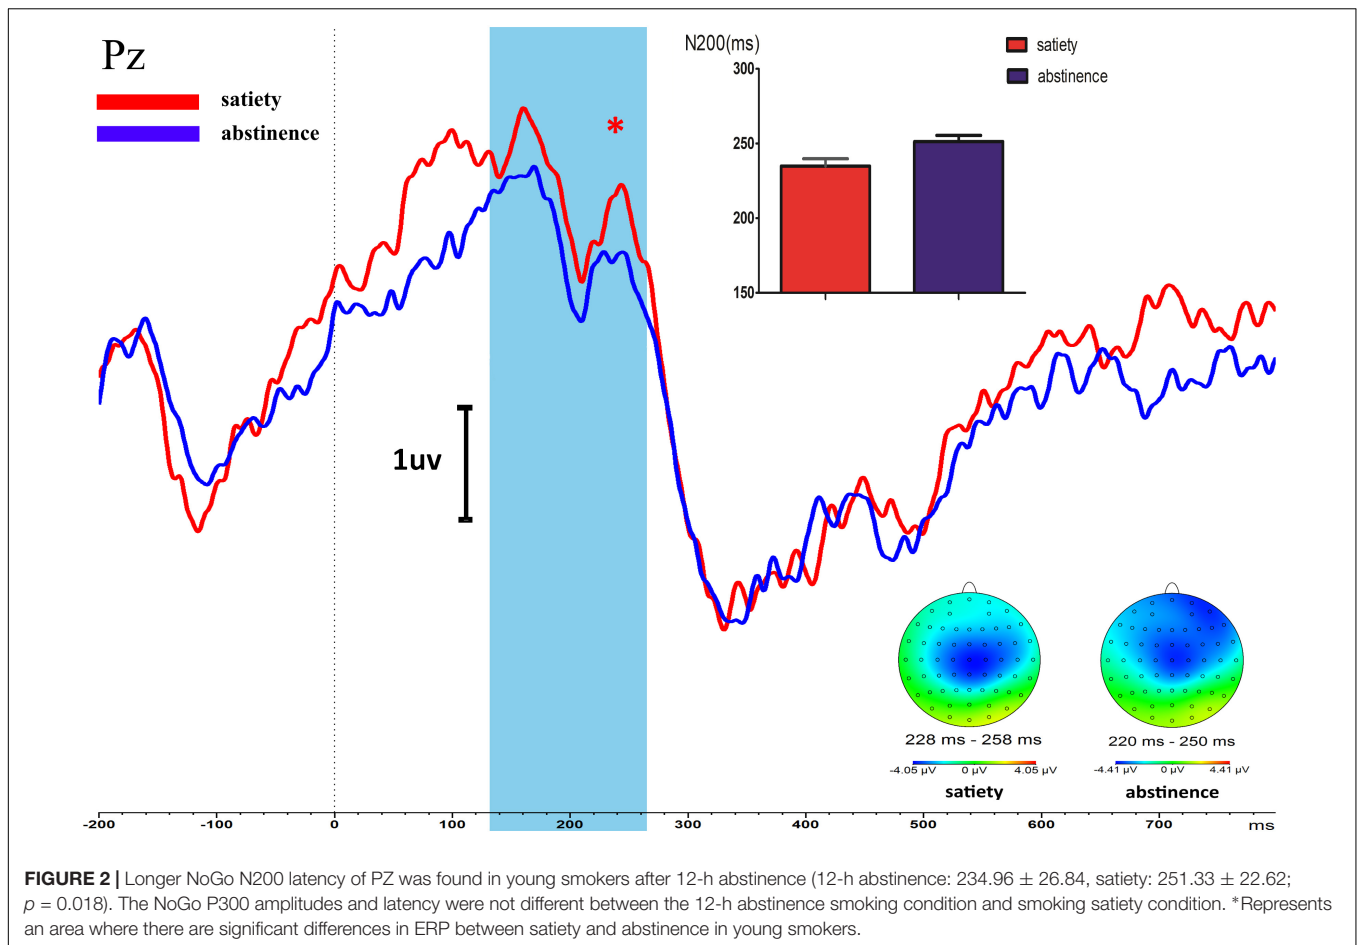 Pz
satiety
abstinence
*
N200(ms)
satiety
abstinence
300
250
200
150
1uv
228 ms - 258 ms
220 ms - 250 ms
-4.05 μV 0 μV 4.05 μV
-4.41 μV 0 μV 4.41 μV
satiety
abstinence
-200 -100 0 100 200 300 400 500 600 700 ms
FIGURE 2 | Longer NoGo N200 latency of PZ was found in young smokers after 12-h abstinence (12-h abstinence: 234.96 ± 26.84, satiety: 251.33 ± 22.62;
p = 0.018). The NoGo P300 amplitudes and latency were not different between the 12-h abstinence smoking condition and smoking satiety condition. *Represents
an area where there are significant differences in ERP between satiety and abstinence in young smokers.